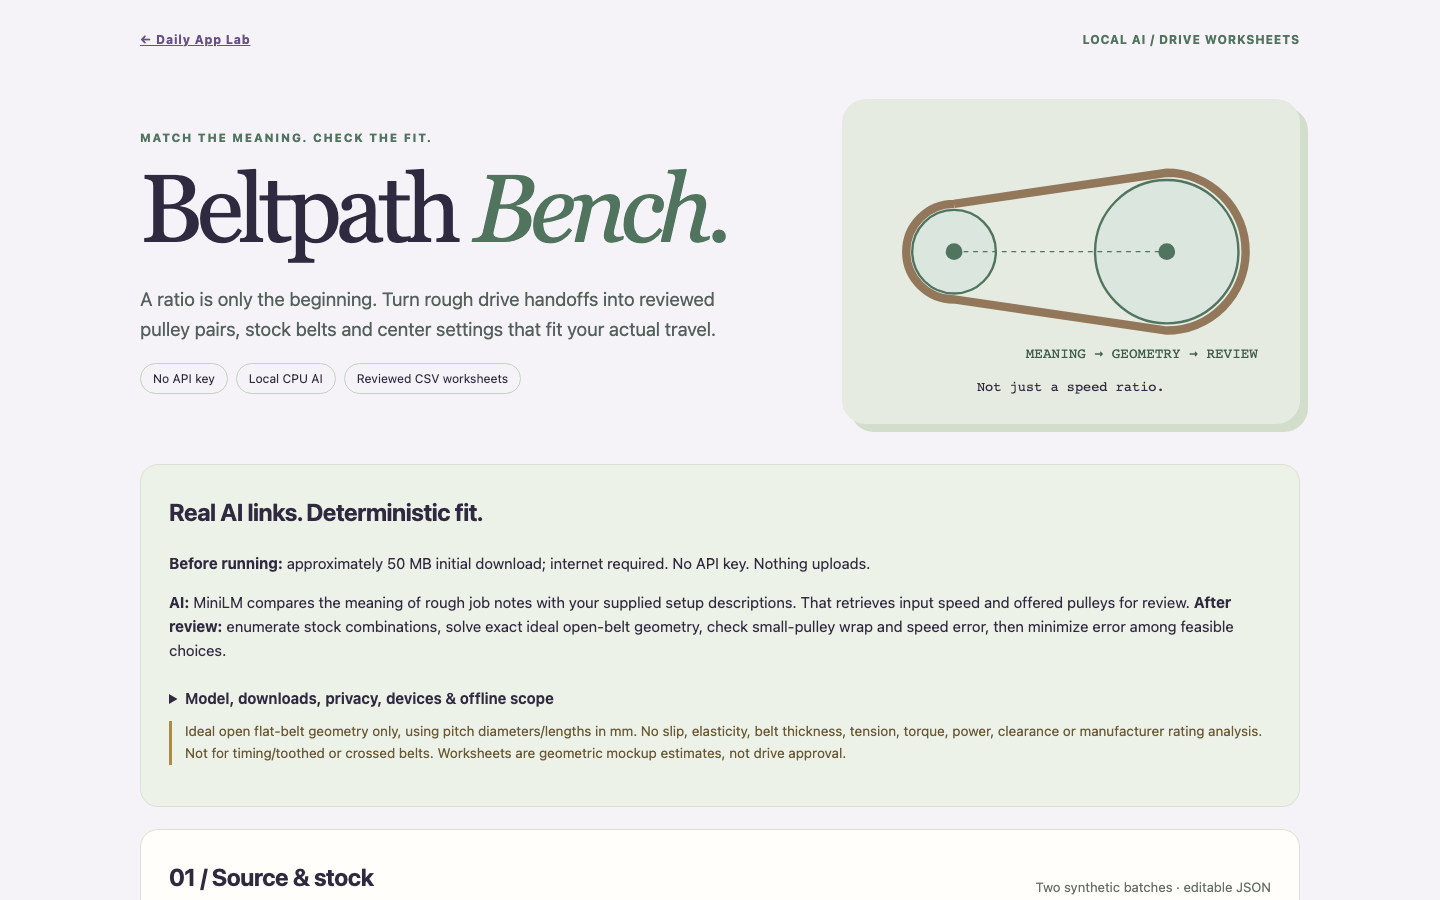 ← Daily App Lab
LOCAL AI / DRIVE WORKSHEETS
MATCH THE MEANING. CHECK THE FIT.
Beltpath Bench.
A ratio is only the beginning. Turn rough drive handoffs into reviewed
pulley pairs, stock belts and center settings that fit your actual travel.
No API key
Local CPU AI
Reviewed CSV worksheets
MEANING → GEOMETRY → REVIEW
Not just a speed ratio.
Real AI links. Deterministic fit.
Before running: approximately 50 MB initial download; internet required. No API key. Nothing uploads.
AI: MiniLM compares the meaning of rough job notes with your supplied setup descriptions. That retrieves input speed and offered pulleys for review. After
review: enumerate stock combinations, solve exact ideal open-belt geometry, check small-pulley wrap and speed error, then minimize error among feasible
choices.
▶ Model, downloads, privacy, devices & offline scope
Ideal open flat-belt geometry only, using pitch diameters/lengths in mm. No slip, elasticity, belt thickness, tension, torque, power, clearance or manufacturer rating analysis.
Not for timing/toothed or crossed belts. Worksheets are geometric mockup estimates, not drive approval.
01 / Source & stock
Two synthetic batches · editable JSON